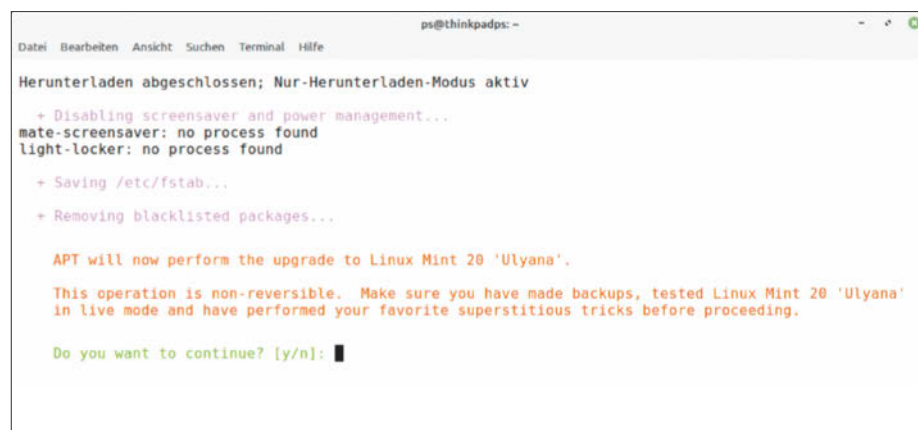 ps@thinkpadps: ~
Datei Bearbeiten Ansicht Suchen Terminal Hilfe
Herunterladen abgeschlossen; Nur-Herunterladen-Modus aktiv
+ Disabling screensaver and power management...
mate-screensaver: no process found
light-locker: no process found
+ Saving /etc/fstab...
+ Removing blacklisted packages...
APT will now perform the upgrade to Linux Mint 20 'Ulyana'.
This operation is non-reversible. Make sure you have made backups, tested Linux Mint 20 'Ulyana'
in live mode and have performed your favorite superstitious tricks before proceeding.
Do you want to continue? [y/n]: